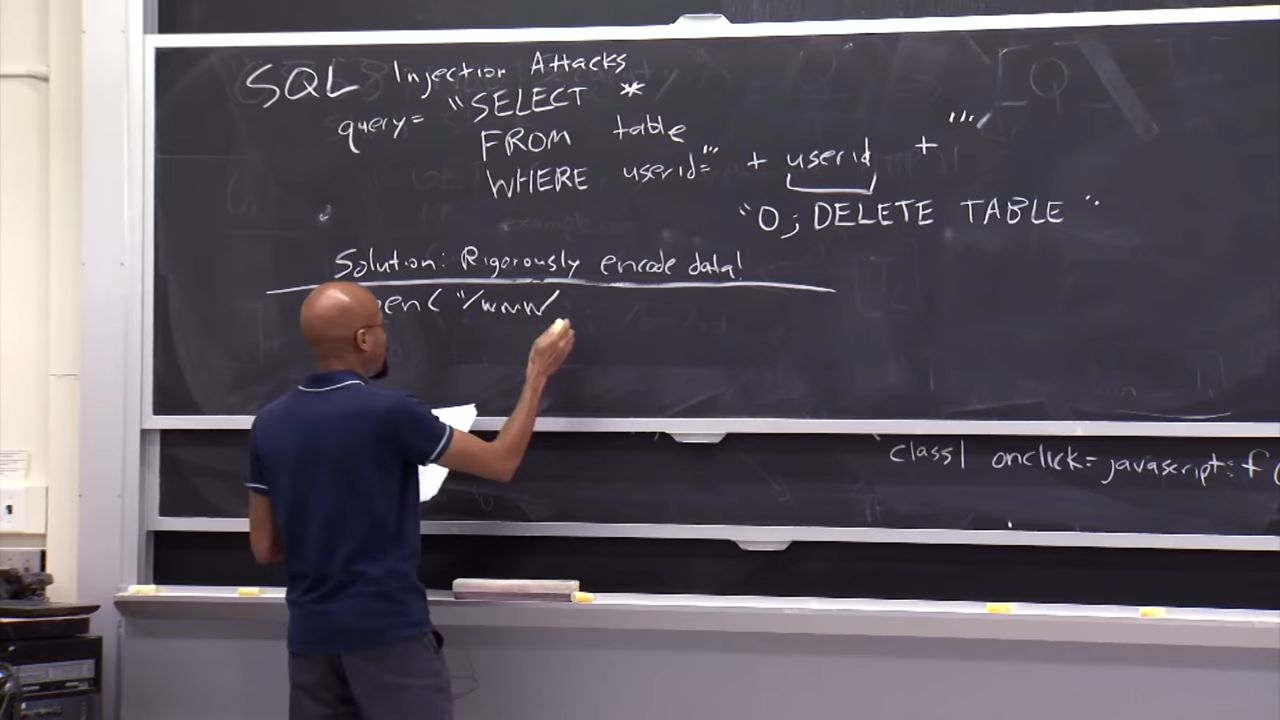 SQL Injection Attacks
query= "SELECT *
FROM table
WHERE userid='" + userid + "'"
"0; DELETE TABLE "
Solution: Rigorously encode data!
en( "/www/
class1 onclick=javascript: f(